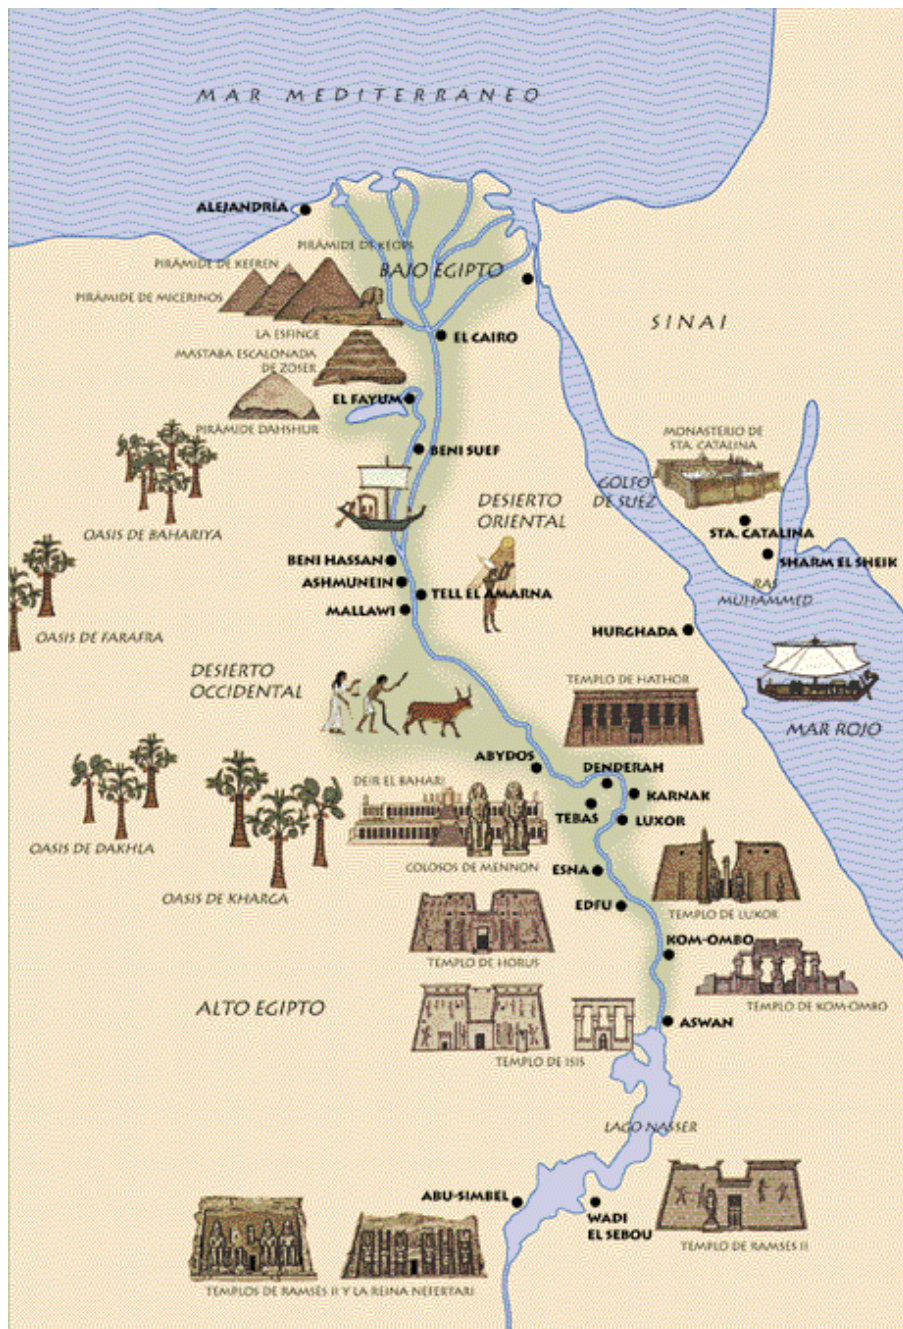 MAR MEDITERRANEO
ALEJANDRÍA
PIRÁMIDE DE KEOPS
PIRÁMIDE DE KEFREN
BAJO EGIPTO
PIRÁMIDE DE MICERINOS
SINAI
LA ESFINGE
EL CAIRO
MASTABA ESCALONADA
DE ZOSER
EL FAYUM
PIRÁMIDE DAHSHUR
MONASTERIO DE
STA. CATALINA
BENI SUEF
GOLFO
DE SUEZ
DESIERTO
ORIENTAL
OASIS DE BAHARIYA
STA. CATALINA
BENI HASSAN
SHARM EL SHEIK
ASHMUNEIN
TELL EL AMARNA
RAS
MUHAMMED
MALLAWI
HURGHADA
OASIS DE FARAFRA
DESIERTO
OCCIDENTAL
TEMPLO DE HATHOR
MAR ROJO
ABYDOS
DENDERAH
DEIR EL BAHARI
KARNAK
TEBAS
LUXOR
OASIS DE DAKHLA
COLOSOS DE MENNON
ESNA
OASIS DE KHARGA
EDFU
TEMPLO DE LUXOR
KOM-OMBO
TEMPLO DE HORUS
ALTO EGIPTO
TEMPLO DE KOM-OMBO
ASWAN
TEMPLO DE ISIS
LAGO NASSER
ABU-SIMBEL
WADI
EL SEBOU
TEMPLO DE RAMSES II
TEMPLOS DE RAMSES II Y LA REINA NEFERTARI